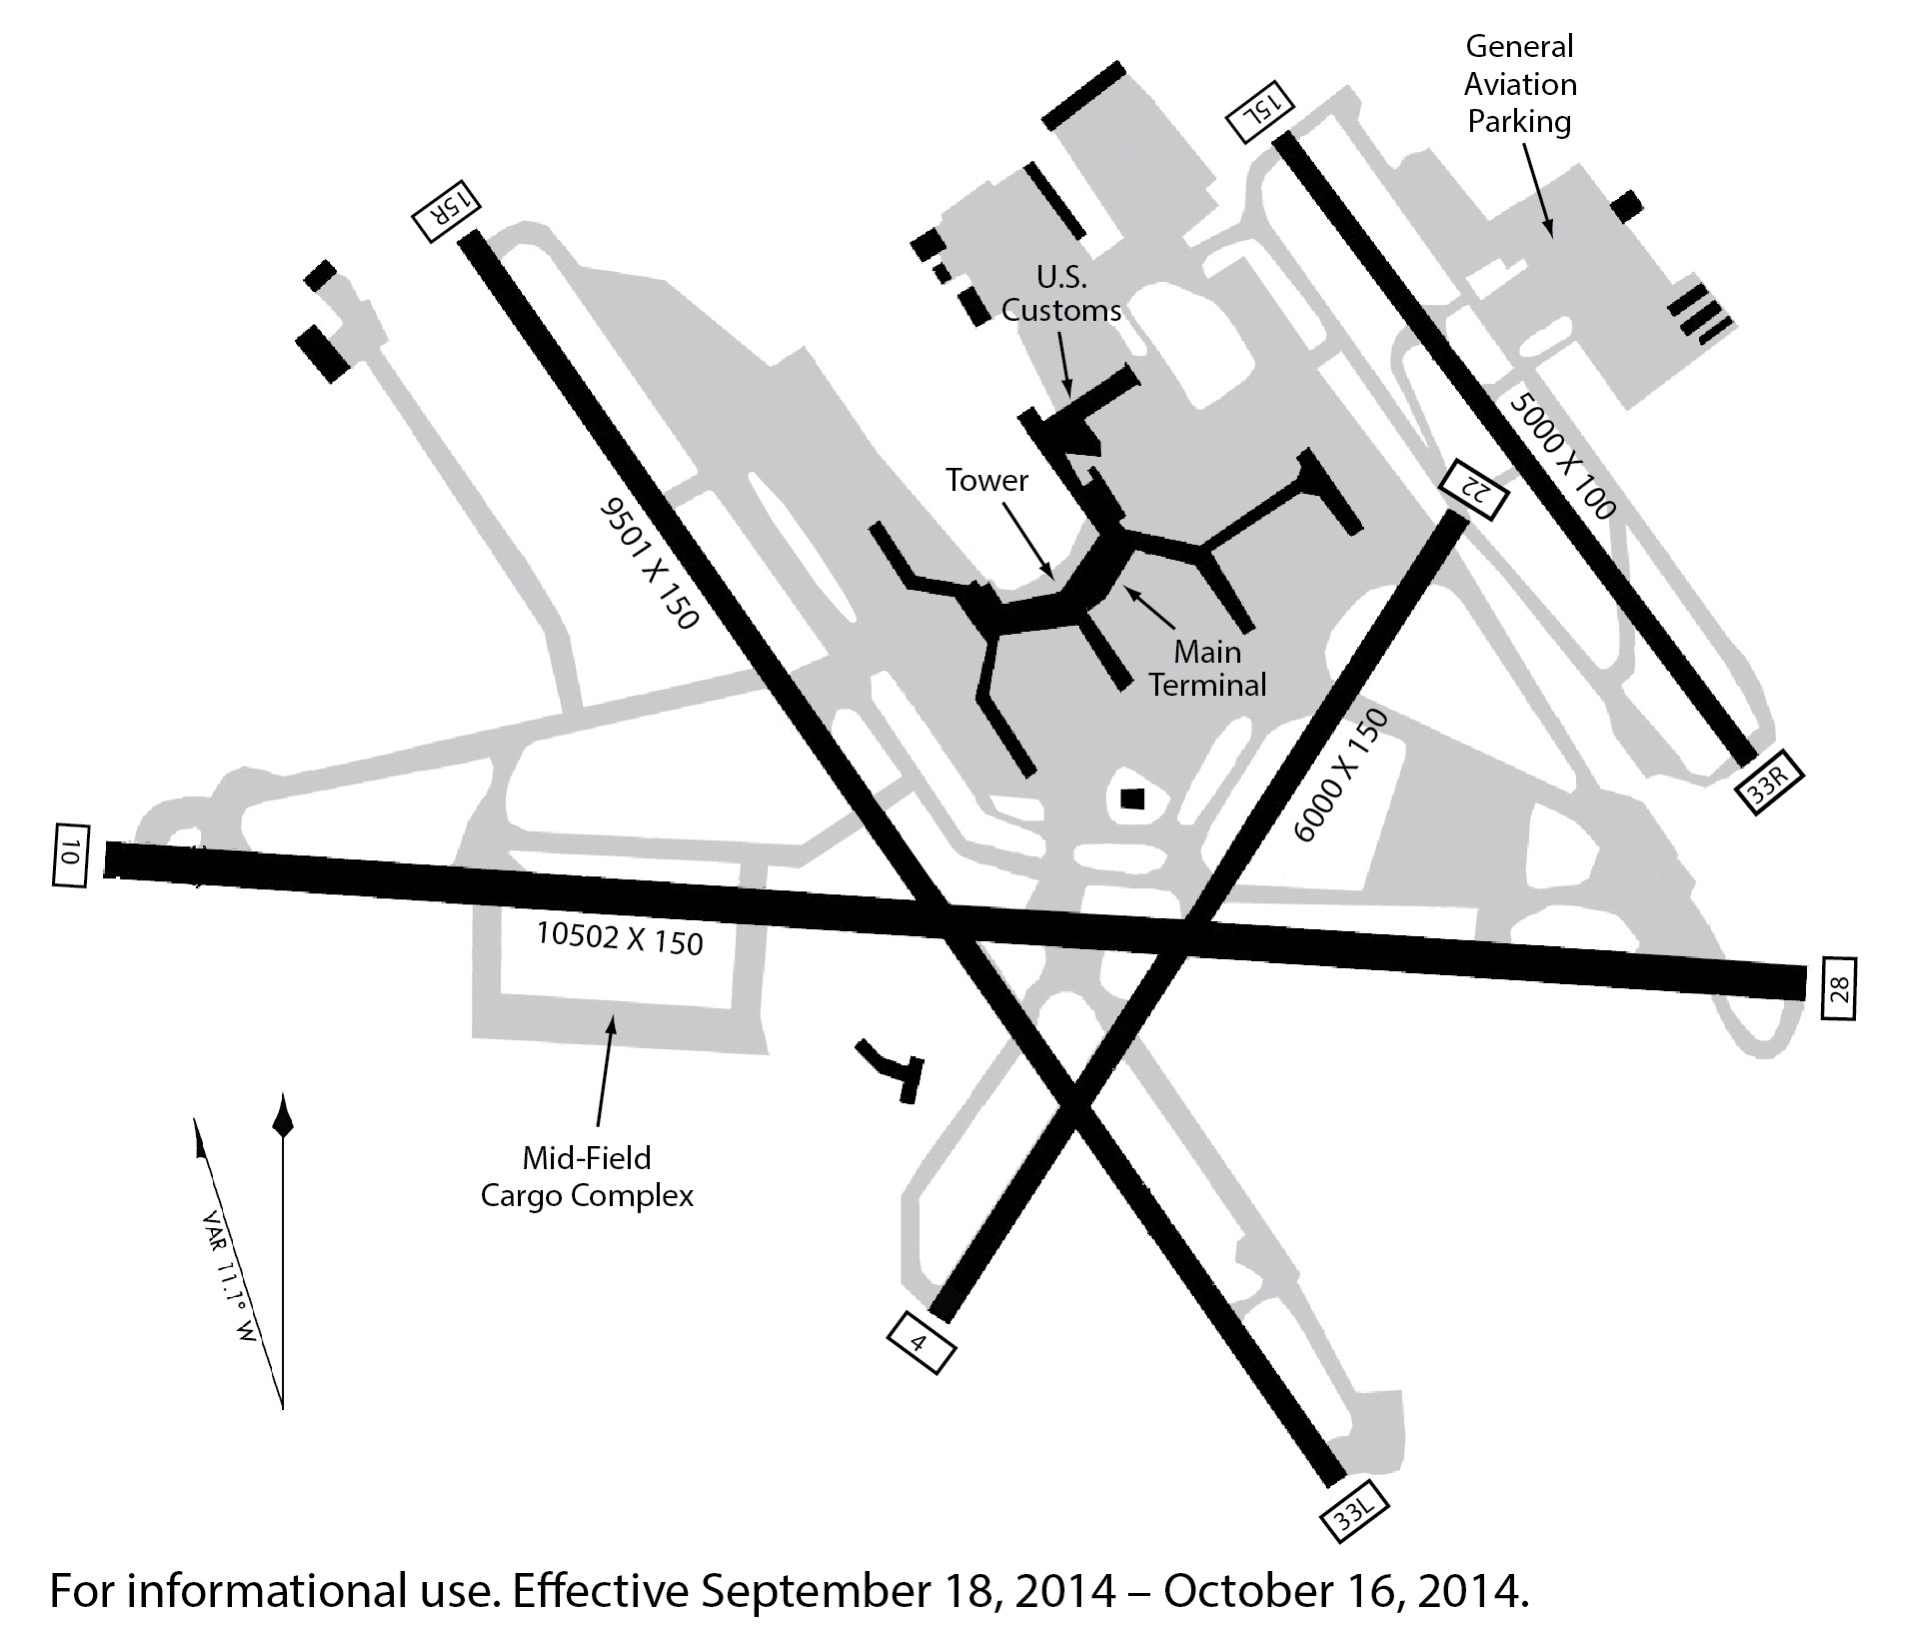 General
Aviation
Parking
15L
15R
U.S.
Customs
5000 X 100
Tower
22
9501 X 150
Main
Terminal
6000 X 150
33R
10
10502 X 150
28
Mid-Field
Cargo Complex
VAR 11.1° W
4
33L
For informational use. Effective September 18, 2014 – October 16, 2014.